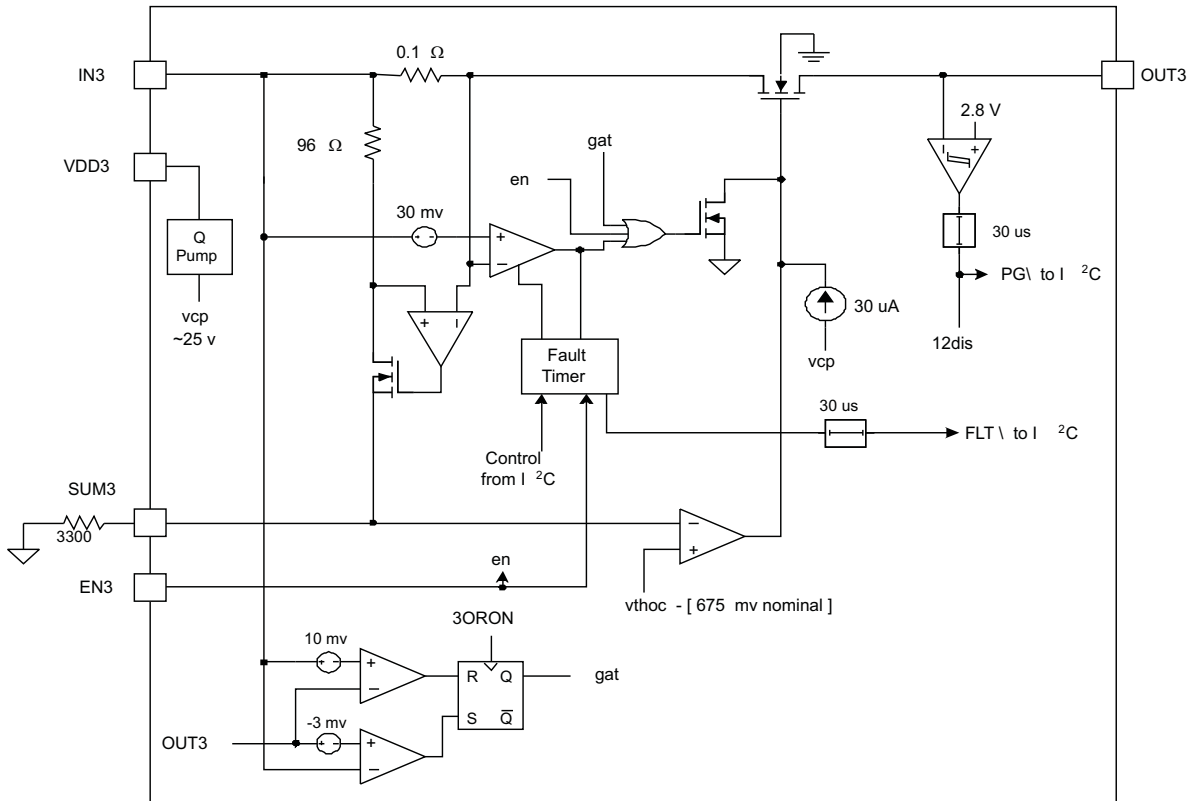 IN3
0.1 Ω
OUT3
2.8 V
96 Ω
gat
VDD3
en
- +
30 mv
+ -
+
−
Q
Pump
30 us
PG\ to I ²C
30 uA
vcp
~25 v
+ −
vcp
12dis
Fault
Timer
30 us
FLT \ to I ²C
Control
from I ²C
SUM3
3300
−
+
en
EN3
vthoc - [ 675 mv nominal ]
3ORON
10 mv
+ -
+
−
R Q
gat
S Q̅
-3 mv
OUT3
+ -
+
−